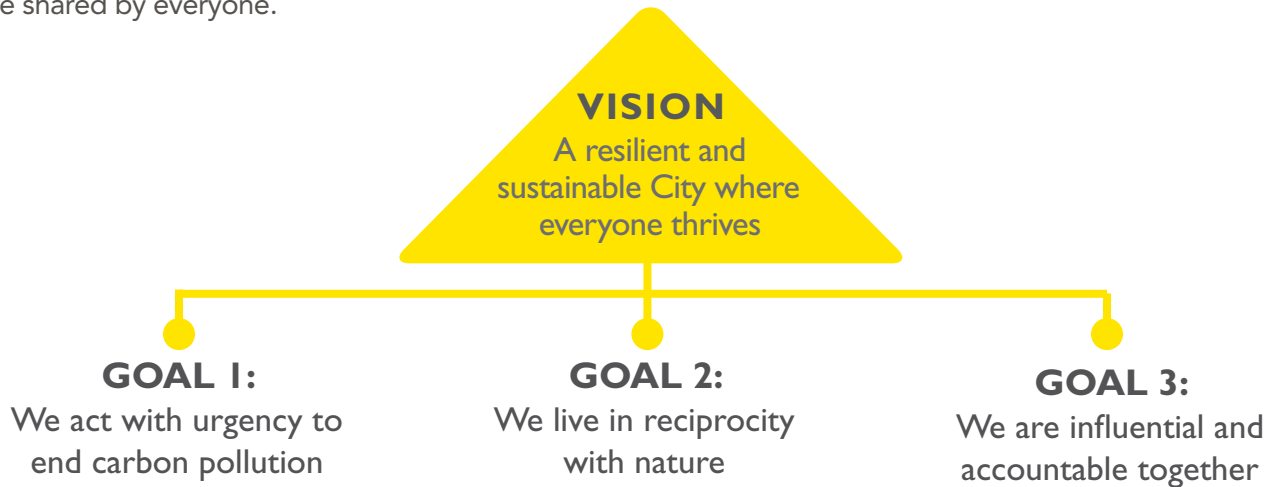 e shared by everyone.
VISION
A resilient and
sustainable City where
everyone thrives
GOAL 1:
We act with urgency to
end carbon pollution
GOAL 2:
We live in reciprocity
with nature
GOAL 3:
We are influential and
accountable together